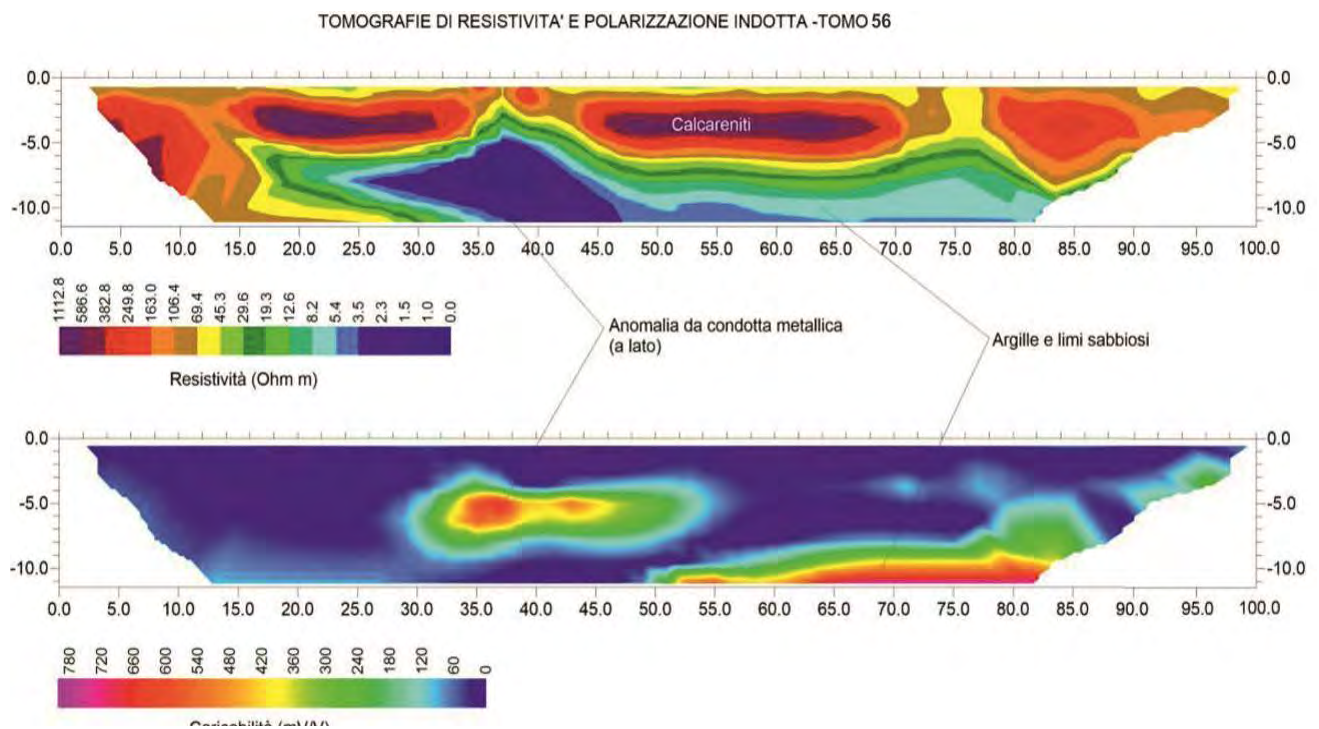 TOMOGRAFIE DI RESISTIVITA' E POLARIZZAZIONE INDOTTA -TOMO 56
0.0 0.0
Calcareniti
-5.0 -5.0
-10.0 -10.0
0.0 5.0 10.0 15.0 20.0 25.0 30.0 35.0 40.0 45.0 50.0 55.0 60.0 65.0 70.0 75.0 80.0 85.0 90.0 95.0 100.0
1112.8 586.6 382.8 249.8 163.0 106.4 69.4 45.3 29.6 19.3 12.6 8.2 5.4 3.5 2.3 1.5 1.0 0.0
Resistività (Ohm m)
Anomalia da condotta metallica
(a lato)
Argille e limi sabbiosi
0.0 0.0
-5.0 -5.0
-10.0 -10.0
0.0 5.0 10.0 15.0 20.0 25.0 30.0 35.0 40.0 45.0 50.0 55.0 60.0 65.0 70.0 75.0 80.0 85.0 90.0 95.0 100.0
780 720 660 600 540 480 420 360 300 240 180 120 60 0